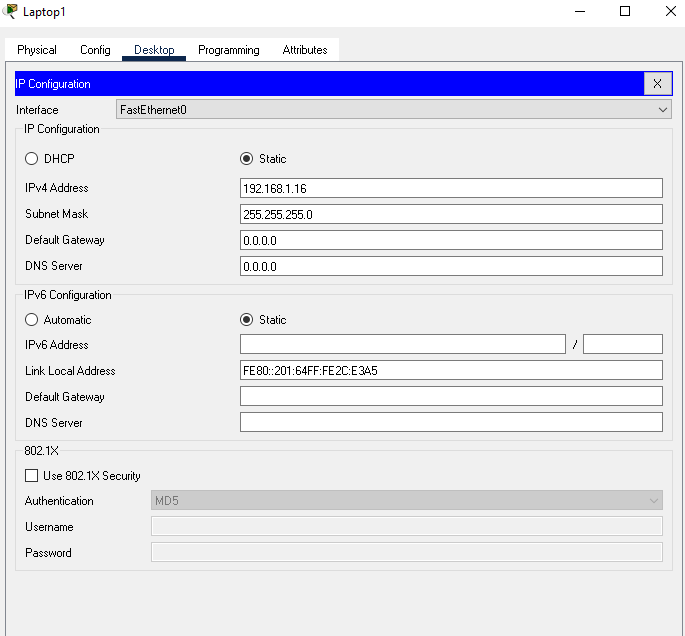 Laptop1
Physical Config Desktop Programming Attributes
IP Configuration X
Interface FastEthernet0
IP Configuration
DHCP Static
IPv4 Address 192.168.1.16
Subnet Mask 255.255.255.0
Default Gateway 0.0.0.0
DNS Server 0.0.0.0
IPv6 Configuration
Automatic Static
IPv6 Address /
Link Local Address FE80::201:64FF:FE2C:E3A5
Default Gateway
DNS Server
802.1X
Use 802.1X Security
Authentication MD5
Username
Password